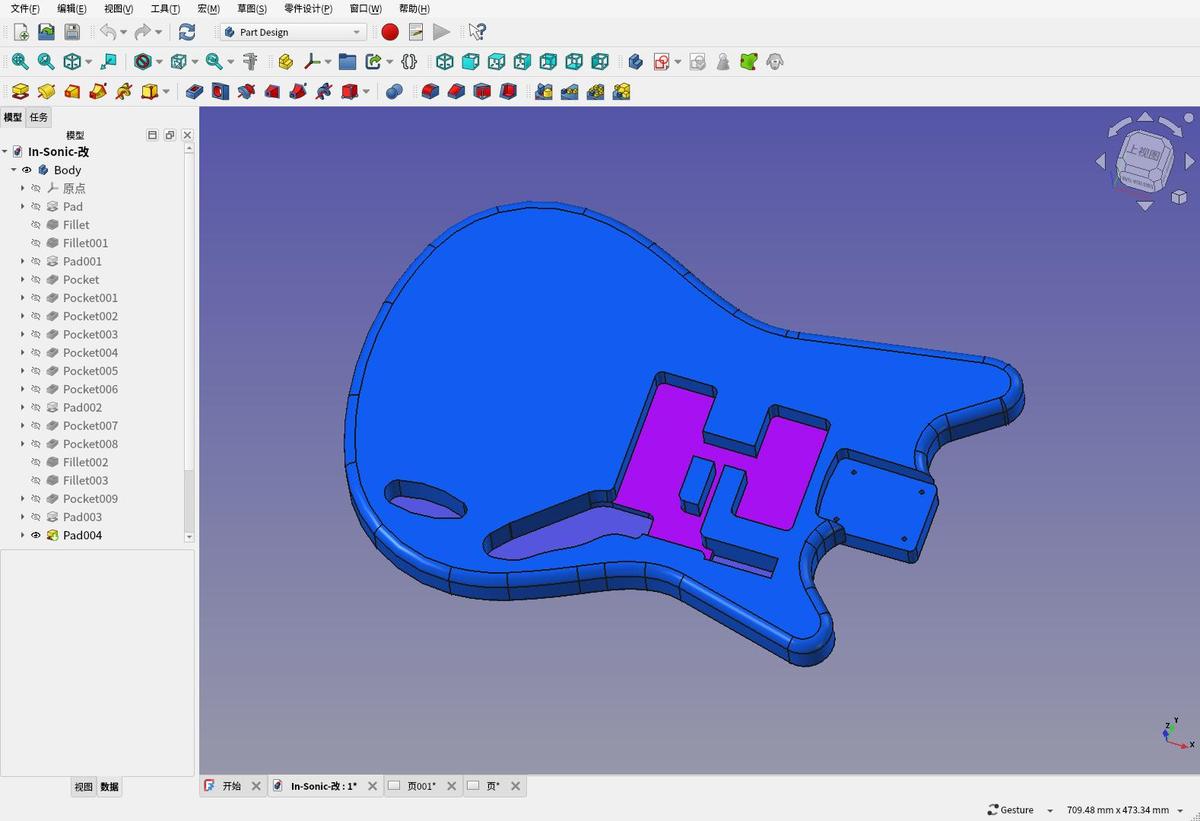 文件(F) 编辑(E) 视图(V) 工具(T) 宏(M) 草图(S) 零件设计(P) 窗口(W) 帮助(H)
Part Design
模型 任务
模型
In-Sonic-改
Body
原点
Pad
Fillet
Fillet001
Pad001
Pocket
Pocket001
Pocket002
Pocket003
Pocket004
Pocket005
Pocket006
Pad002
Pocket007
Pocket008
Fillet002
Fillet003
Pocket009
Pad003
Pad004
上视图
Z Y
X
视图 数据
开始 In-Sonic-改 : 1* 页001* 页*
Gesture 709.48 mm x 473.34 mm